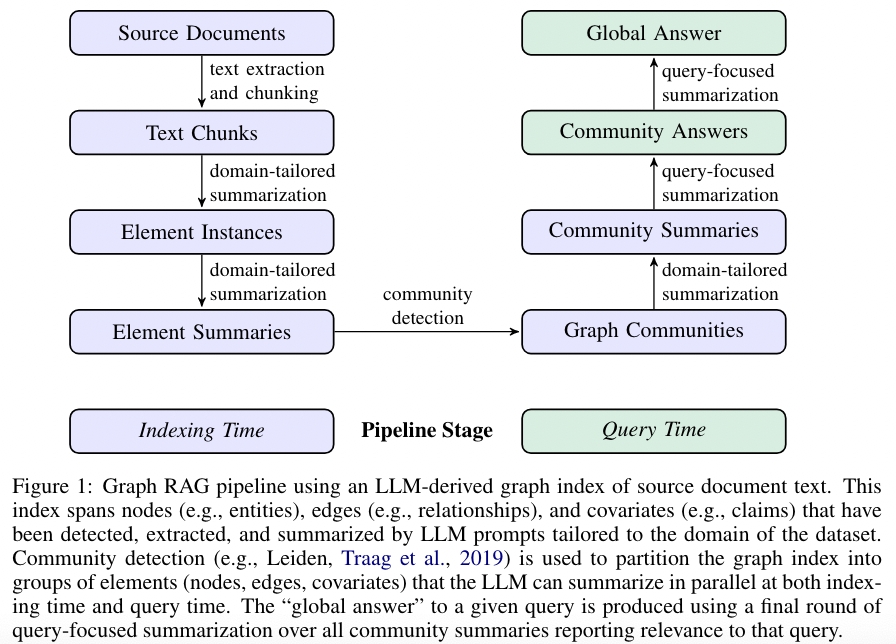 Source Documents
text extraction
and chunking
Text Chunks
domain-tailored
summarization
Element Instances
domain-tailored
summarization
Element Summaries
community
detection
Global Answer
query-focused
summarization
Community Answers
query-focused
summarization
Community Summaries
domain-tailored
summarization
Graph Communities
Indexing Time
Pipeline Stage
Query Time
Figure 1: Graph RAG pipeline using an LLM-derived graph index of source document text. This
index spans nodes (e.g., entities), edges (e.g., relationships), and covariates (e.g., claims) that have
been detected, extracted, and summarized by LLM prompts tailored to the domain of the dataset.
Community detection (e.g., Leiden, Traag et al., 2019) is used to partition the graph index into
groups of elements (nodes, edges, covariates) that the LLM can summarize in parallel at both index-
ing time and query time. The “global answer” to a given query is produced using a final round of
query-focused summarization over all community summaries reporting relevance to that query.